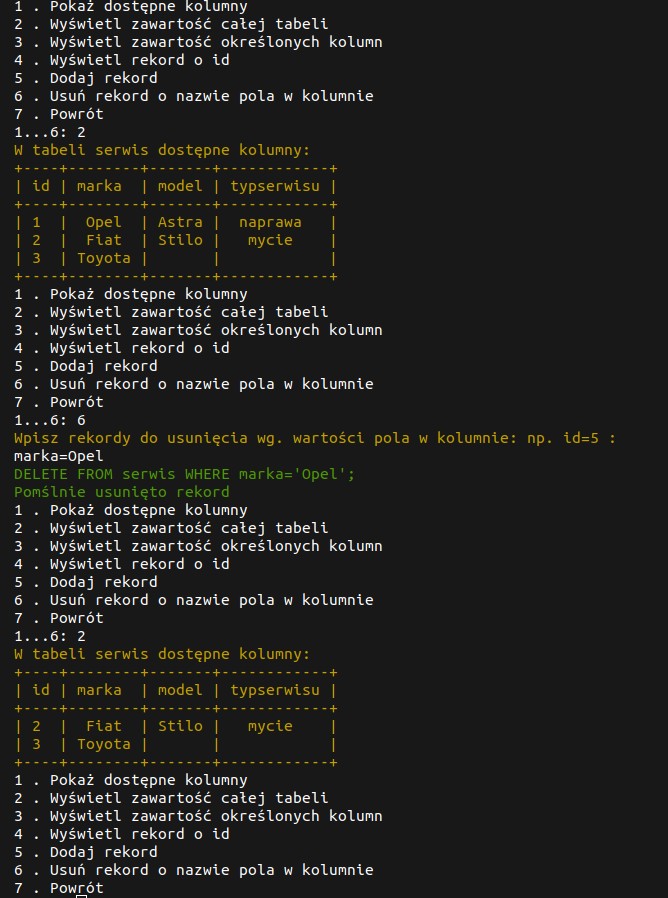 1 . Pokaż dostępne kolumny
2 . Wyświetl zawartość całej tabeli
3 . Wyświetl zawartość określonych kolumn
4 . Wyświetl rekord o id
5 . Dodaj rekord
6 . Usuń rekord o nazwie pola w kolumnie
7 . Powrót
1...6: 2
W tabeli serwis dostępne kolumny:
+----+--------+-------+------------+
| id | marka  | model | typserwisu |
+----+--------+-------+------------+
| 1  |  Opel  | Astra |  naprawa   |
| 2  |  Fiat  | Stilo |   mycie    |
| 3  | Toyota |       |            |
+----+--------+-------+------------+
1 . Pokaż dostępne kolumny
2 . Wyświetl zawartość całej tabeli
3 . Wyświetl zawartość określonych kolumn
4 . Wyświetl rekord o id
5 . Dodaj rekord
6 . Usuń rekord o nazwie pola w kolumnie
7 . Powrót
1...6: 6
Wpisz rekordy do usunięcia wg. wartości pola w kolumnie: np. id=5 :
marka=Opel
DELETE FROM serwis WHERE marka='Opel';
Pomślnie usunięto rekord
1 . Pokaż dostępne kolumny
2 . Wyświetl zawartość całej tabeli
3 . Wyświetl zawartość określonych kolumn
4 . Wyświetl rekord o id
5 . Dodaj rekord
6 . Usuń rekord o nazwie pola w kolumnie
7 . Powrót
1...6: 2
W tabeli serwis dostępne kolumny:
+----+--------+-------+------------+
| id | marka  | model | typserwisu |
+----+--------+-------+------------+
| 2  |  Fiat  | Stilo |   mycie    |
| 3  | Toyota |       |            |
+----+--------+-------+------------+
1 . Pokaż dostępne kolumny
2 . Wyświetl zawartość całej tabeli
3 . Wyświetl zawartość określonych kolumn
4 . Wyświetl rekord o id
5 . Dodaj rekord
6 . Usuń rekord o nazwie pola w kolumnie
7 . Powrót